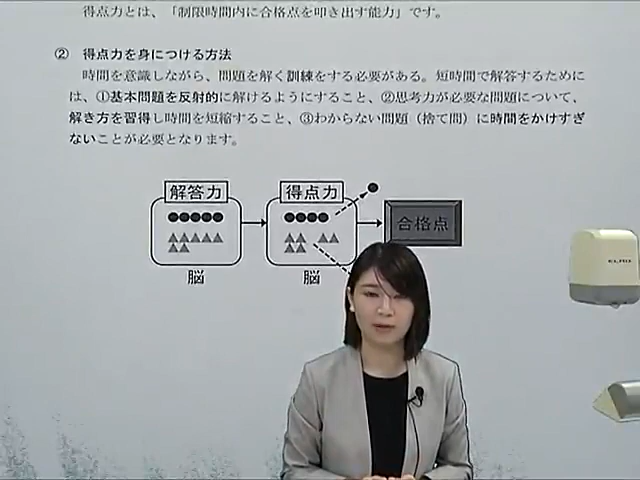 得点力とは、「制限時間内に合格点を叩き出す能力」です。
② 得点力を身につける方法
時間を意識しながら、問題を解く訓練をする必要がある。短時間で解答するために
は、①基本問題を反射的に解けるようにすること、②思考力が必要な問題について、
解き方を習得し時間を短縮すること、③わからない問題（捨て問）に時間をかけすぎ
ないことが必要となります。
解答力
得点力
合格点
脳
脳
ELMO